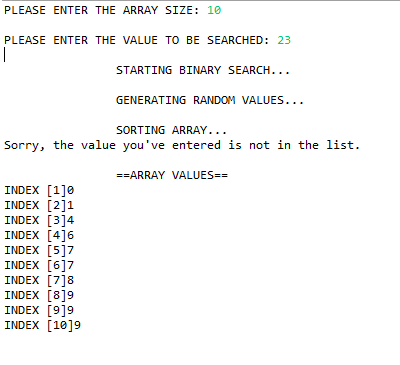 PLEASE ENTER THE ARRAY SIZE: 10
PLEASE ENTER THE VALUE TO BE SEARCHED: 23
STARTING BINARY SEARCH...
GENERATING RANDOM VALUES...
SORTING ARRAY...
Sorry, the value you've entered is not in the list.
==ARRAY VALUES==
INDEX [1]0
INDEX [2]1
INDEX [3]4
INDEX [4]6
INDEX [5]7
INDEX [6]7
INDEX [7]8
INDEX [8]9
INDEX [9]9
INDEX [10]9